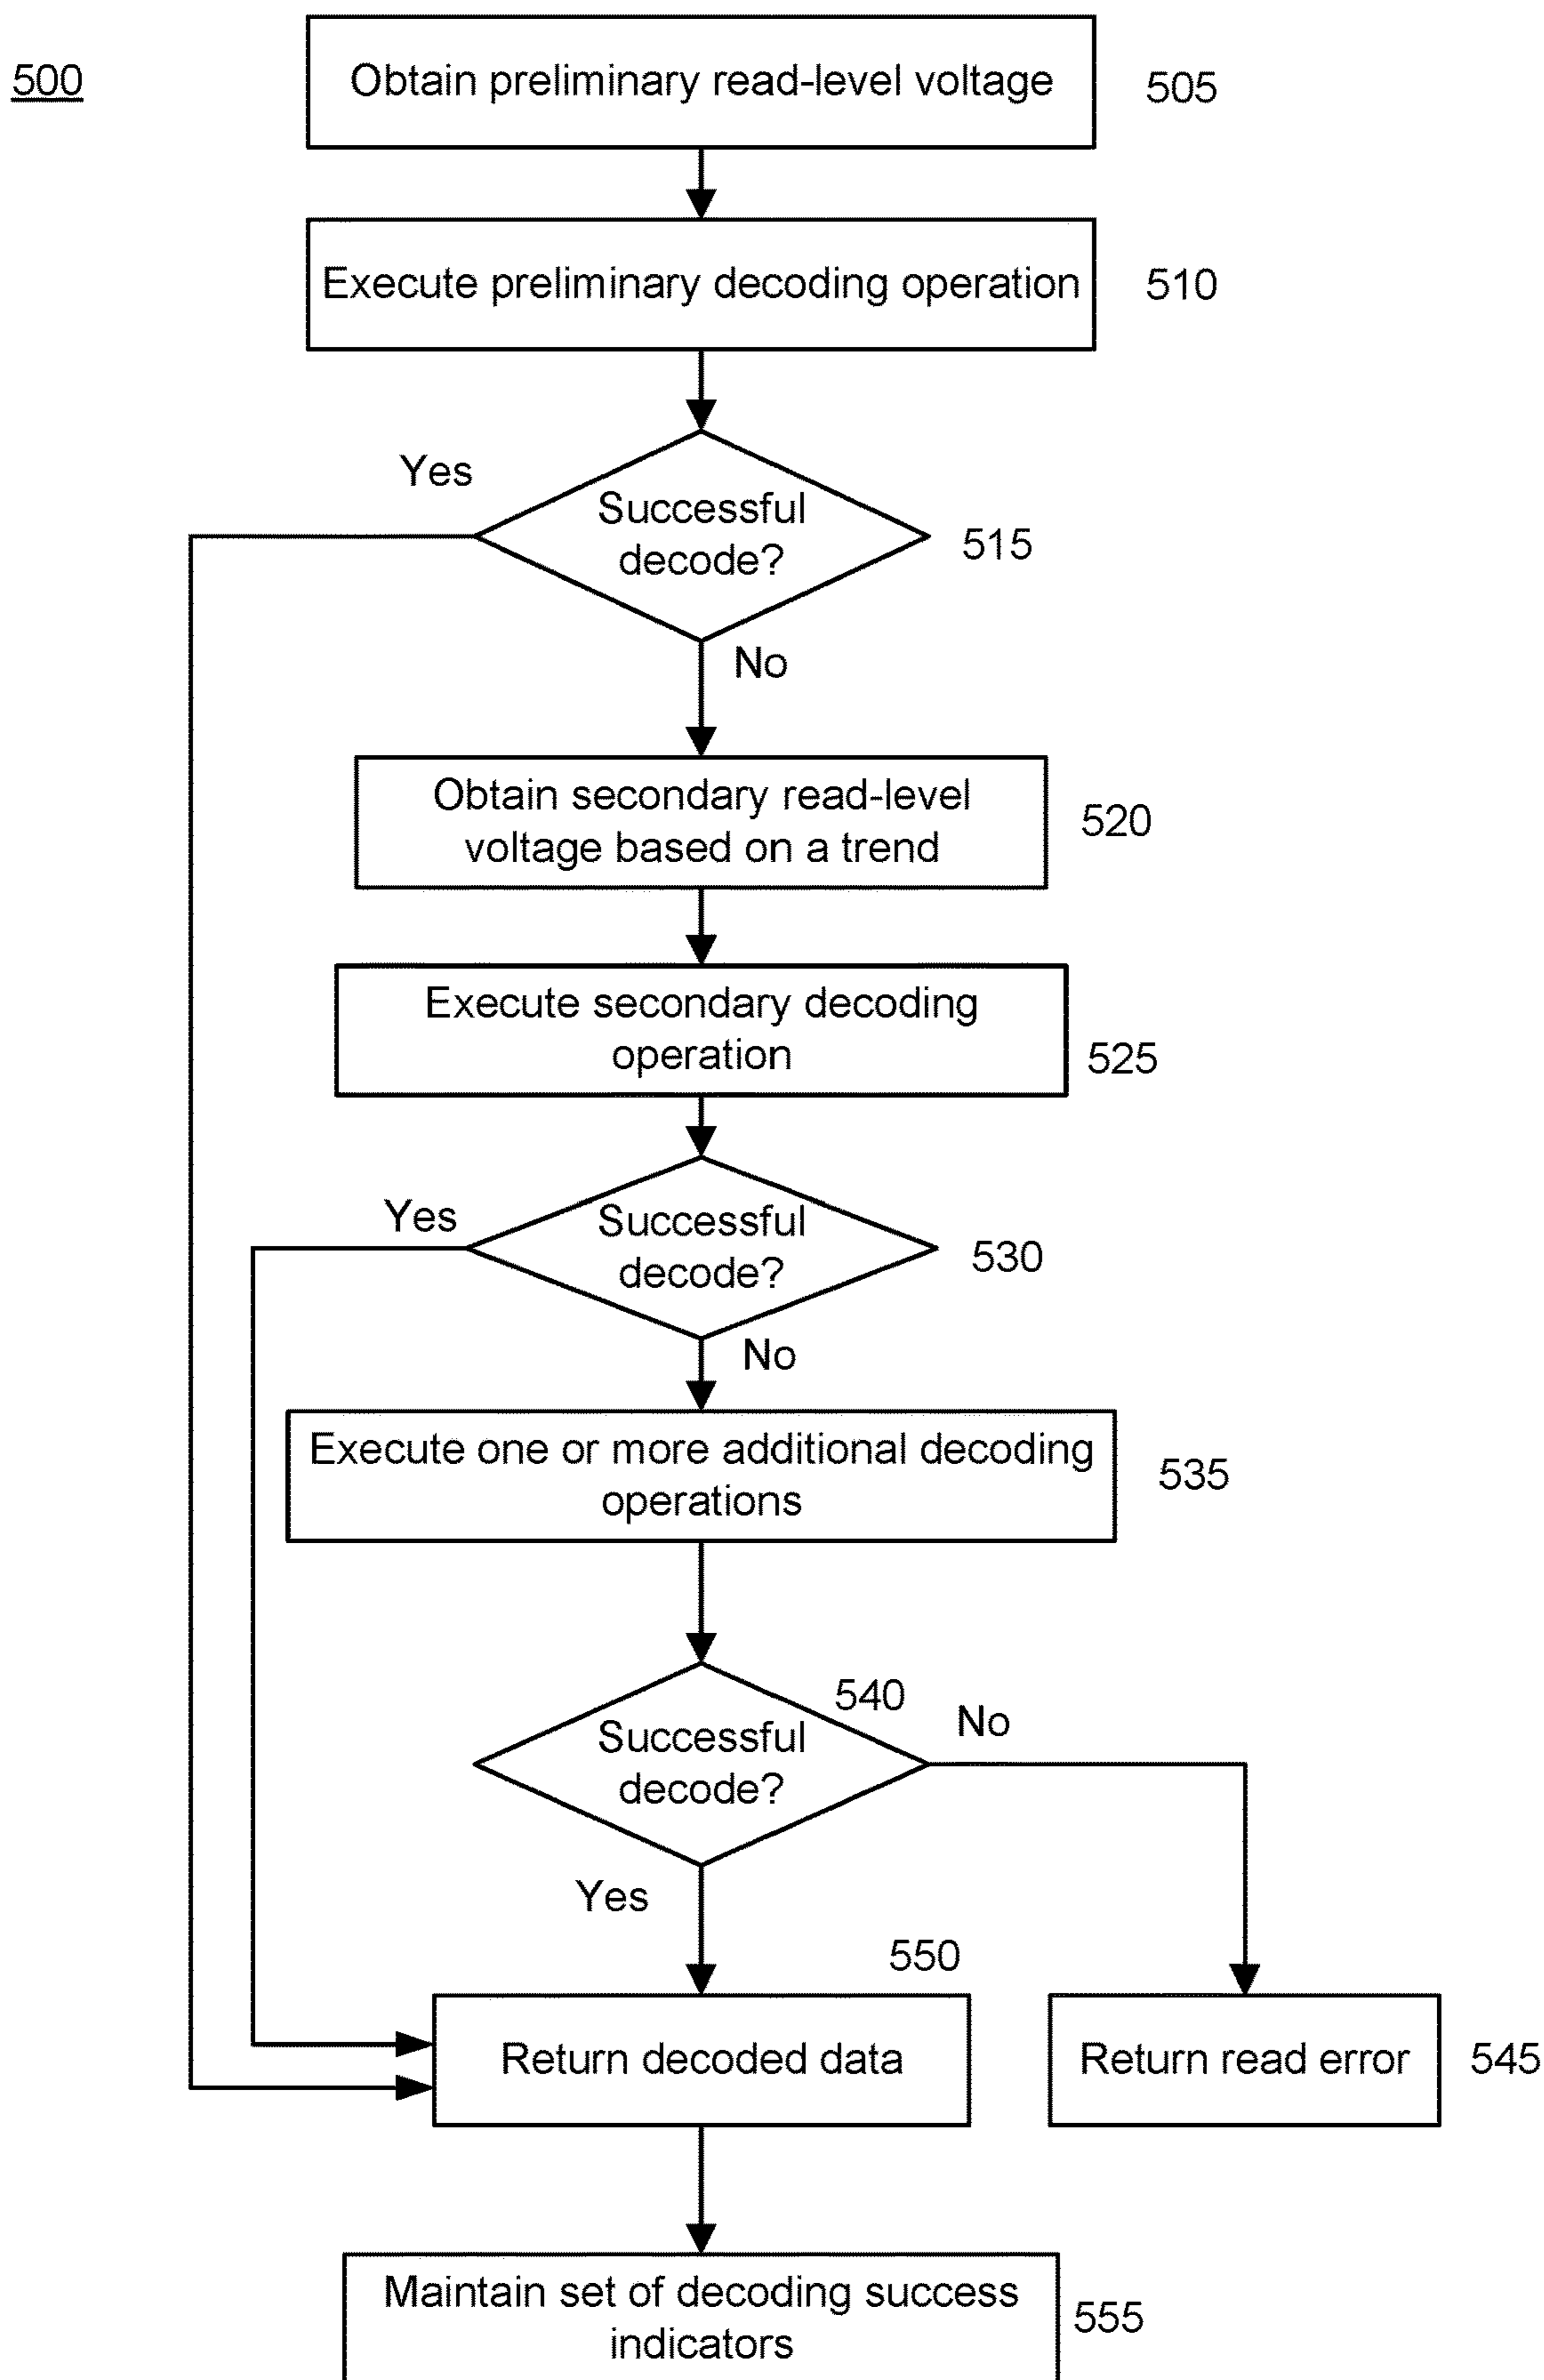 500
Obtain preliminary read-level voltage
505
Execute preliminary decoding operation
510
Yes
Successful
decode?
515
No
Obtain secondary read-level
voltage based on a trend
520
Execute secondary decoding
operation
525
Yes
Successful
decode?
530
No
Execute one or more additional decoding
operations
535
540
No
Successful
decode?
Yes
550
Return decoded data
Return read error
545
Maintain set of decoding success
indicators
555